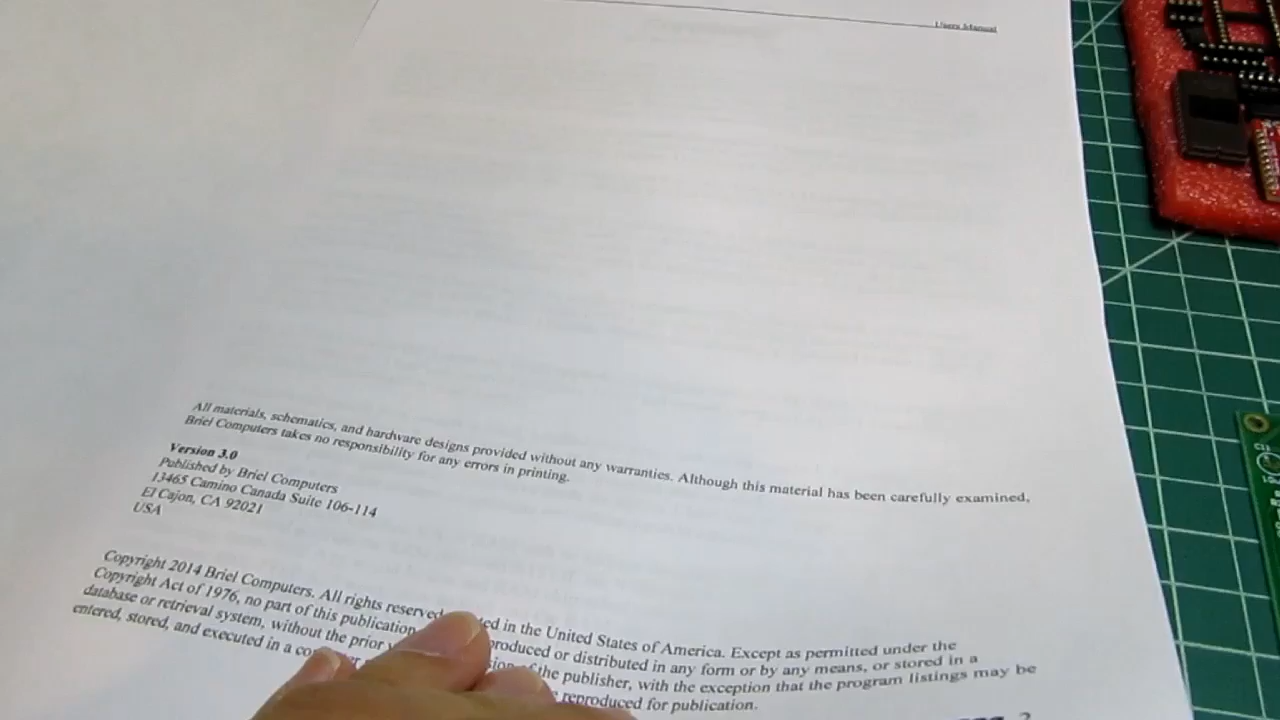 Users Manual
All materials, schematics, and hardware designs provided without any warranties. Although this material has been carefully examined,
Briel Computers takes no responsibility for any errors in printing.
Version 3.0
Published by Briel Computers
13465 Camino Canada Suite 106-114
El Cajon, CA 92021
USA
Copyright 2014 Briel Computers. All rights reserved in the United States of America. Except as permitted under the
Copyright Act of 1976, no part of this publication or distributed in any form or by any means, or stored in a
database or retrieval system, without the prior of the publisher, with the exception that the program listings may be
entered, stored, and executed in a reproduced for publication.